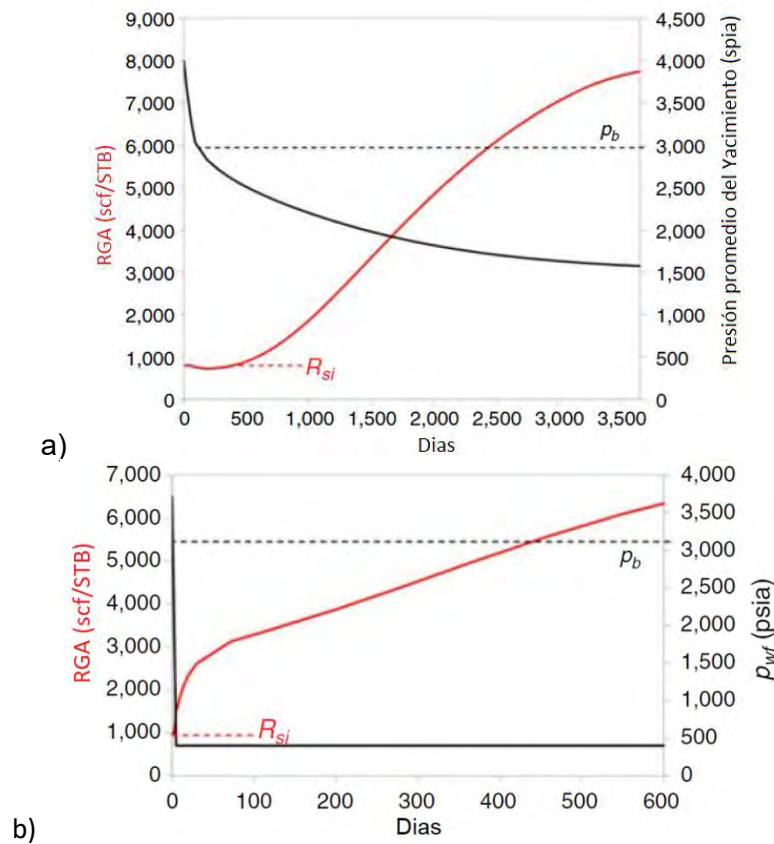 9,000
8,000
7,000
6,000
5,000
4,000
3,000
2,000
1,000
0
RGA (scf/STB)
4,500
4,000
3,500
3,000
2,500
2,000
1,500
1,000
500
0
Presión promedio del Yacimiento (spia)
p_b
R_si
0 500 1,000 1,500 2,000 2,500 3,000 3,500
Dias
a)
7,000
6,000
5,000
4,000
3,000
2,000
1,000
0
RGA (scf/STB)
4,000
3,500
3,000
2,500
2,000
1,500
1,000
500
0
p_wf (psia)
p_b
R_si
0 100 200 300 400 500 600
Dias
b)